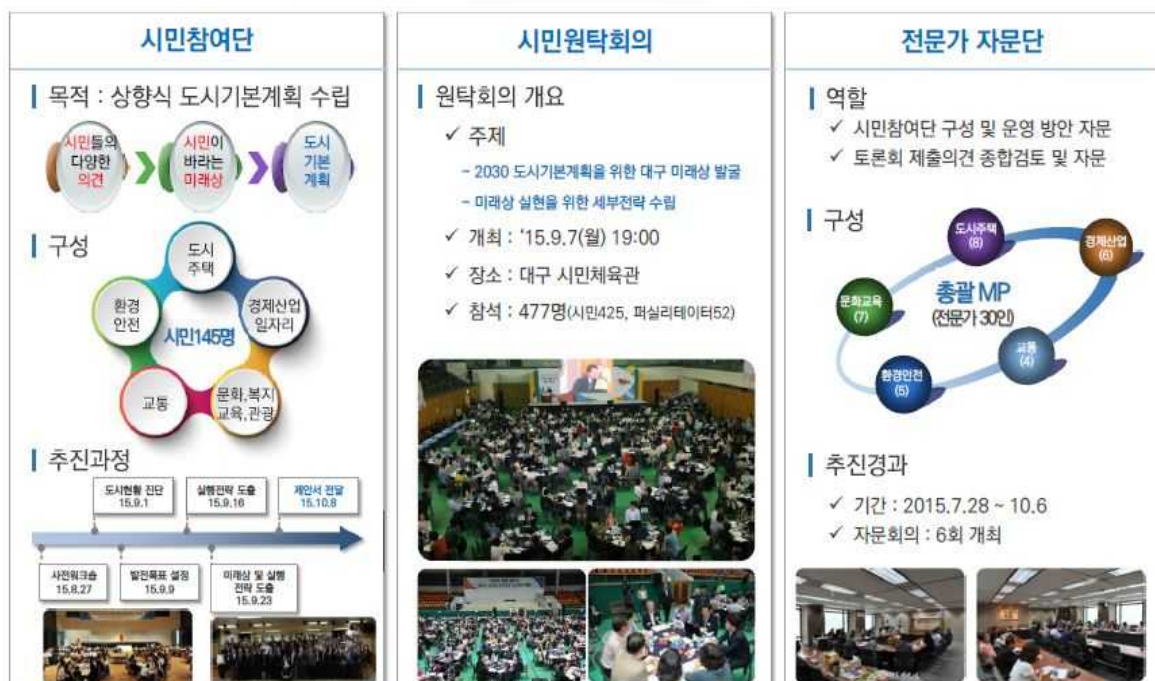 시민참여단
목적 : 상향식 도시기본계획 수립
시민들의
다양한
의견
시민이
바라는
미래상
도시
기본
계획
구성
도시
주택
환경
안전
경제산업
일자리
시민145명
교통
문화,복지
교육,관광
추진과정
도시현황 진단
15.9.1
실행전략 도출
15.9.16
제안서 전달
15.10.8
사전워크숍
15.8.27
발전목표 설정
15.9.9
미래상 및 실행
전략 도출
15.9.23
시민원탁회의
원탁회의 개요
✓ 주제
- 2030 도시기본계획을 위한 대구 미래상 발굴
- 미래상 실현을 위한 세부전략 수립
✓ 개최 : ‘15.9.7(월) 19:00
✓ 장소 : 대구 시민체육관
✓ 참석 : 477명(시민425, 퍼실리테이터52)
전문가 자문단
역할
✓ 시민참여단 구성 및 운영 방안 자문
✓ 토론회 제출의견 종합검토 및 자문
구성
도시주택
(8)
경제산업
(6)
문화교육
(7)
총괄 MP
(전문가 30인)
교통
(4)
환경안전
(5)
추진경과
✓ 기간 : 2015.7.28 ~ 10.6
✓ 자문회의 : 6회 개최